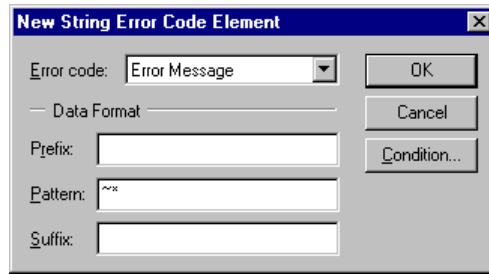 New String Error Code Element
Error code: Error Message OK
Data Format Cancel
Prefix: Condition...
Pattern: ~*
Suffix: